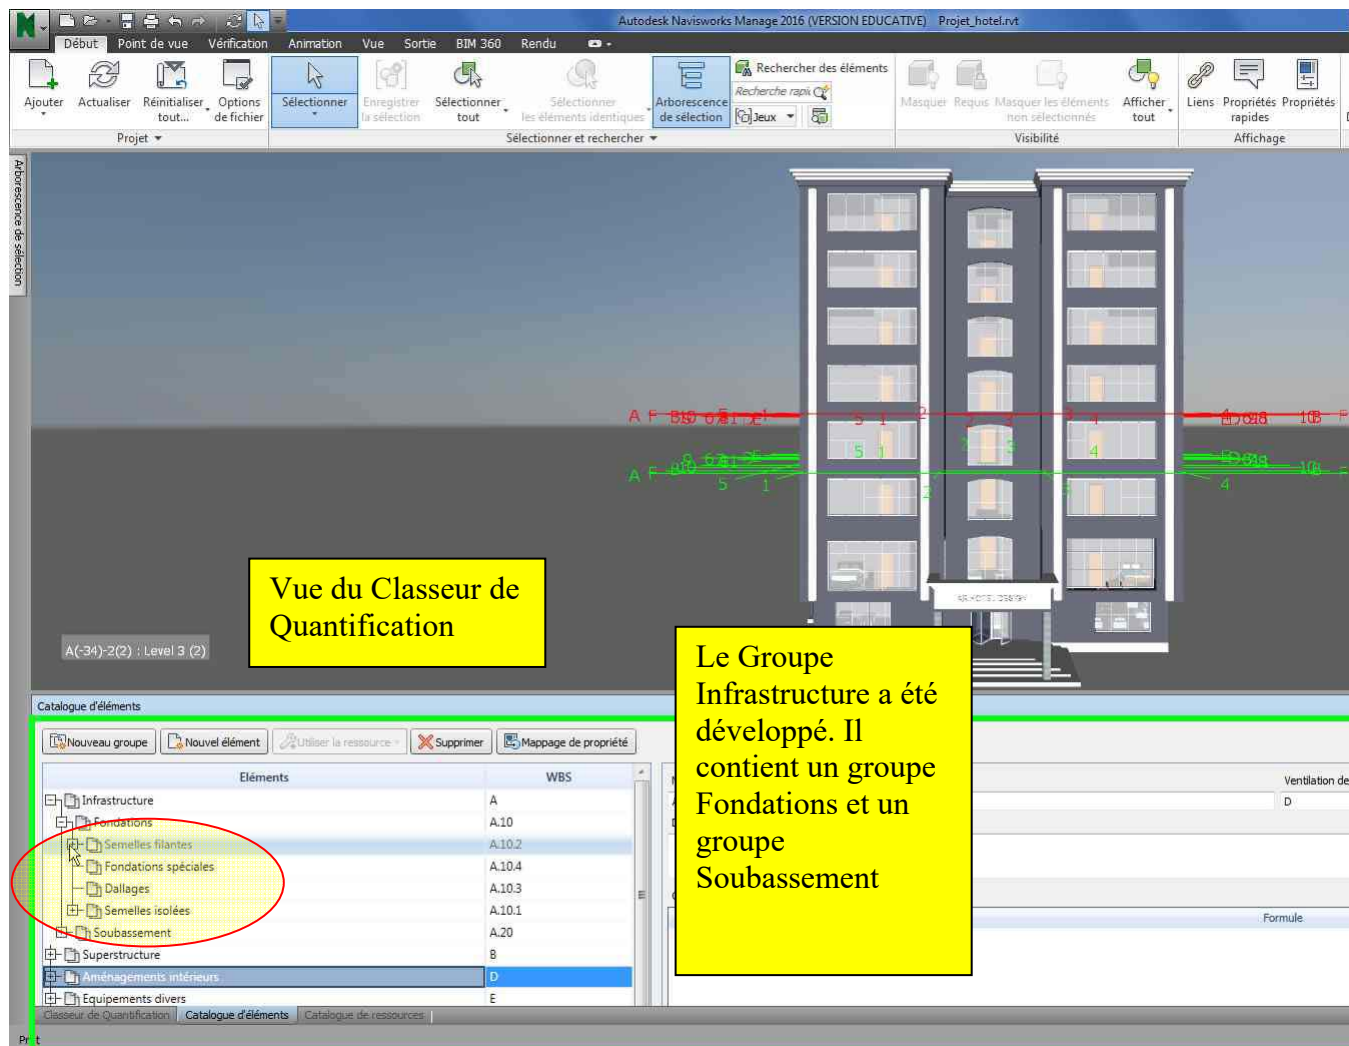 Autodesk Navisworks Manage 2016 (VERSION EDUCATIVE) Projet_hotel.rvt
Début Point de vue Vérification Animation Vue Sortie BIM 360 Rendu
Ajouter Actualiser Réinitialiser tout... Options de fichier
Sélectionner Enregistrer la sélection Sélectionner tout Sélectionner les éléments identiques
Arborescence de sélection
Rechercher des éléments
Recherche rapi
Jeux
Masquer Requis Masquer les éléments non sélectionnés Afficher tout
Liens Propriétés rapides Propriétés
Projet Sélectionner et rechercher Visibilité Affichage
Arborescence de sélection
Vue du Classeur de
Quantification
A(-34)-2(2) : Level 3 (2)
Le Groupe
Infrastructure a été
développé. Il
contient un groupe
Fondations et un
groupe
Soubassement
Catalogue d'éléments
Nouveau groupe Nouvel élément Utiliser la ressource Supprimer Mappage de propriété
Eléments WBS
Infrastructure A
Fondations A.10
Semelles filantes A.10.2
Fondations spéciales A.10.4
Dallages A.10.3
Semelles isolées A.10.1
Soubassement A.20
Superstructure B
Aménagements intérieurs D
Equipements divers E
Ventilation de
D
Formule
Classeur de Quantification Catalogue d'éléments Catalogue de ressources